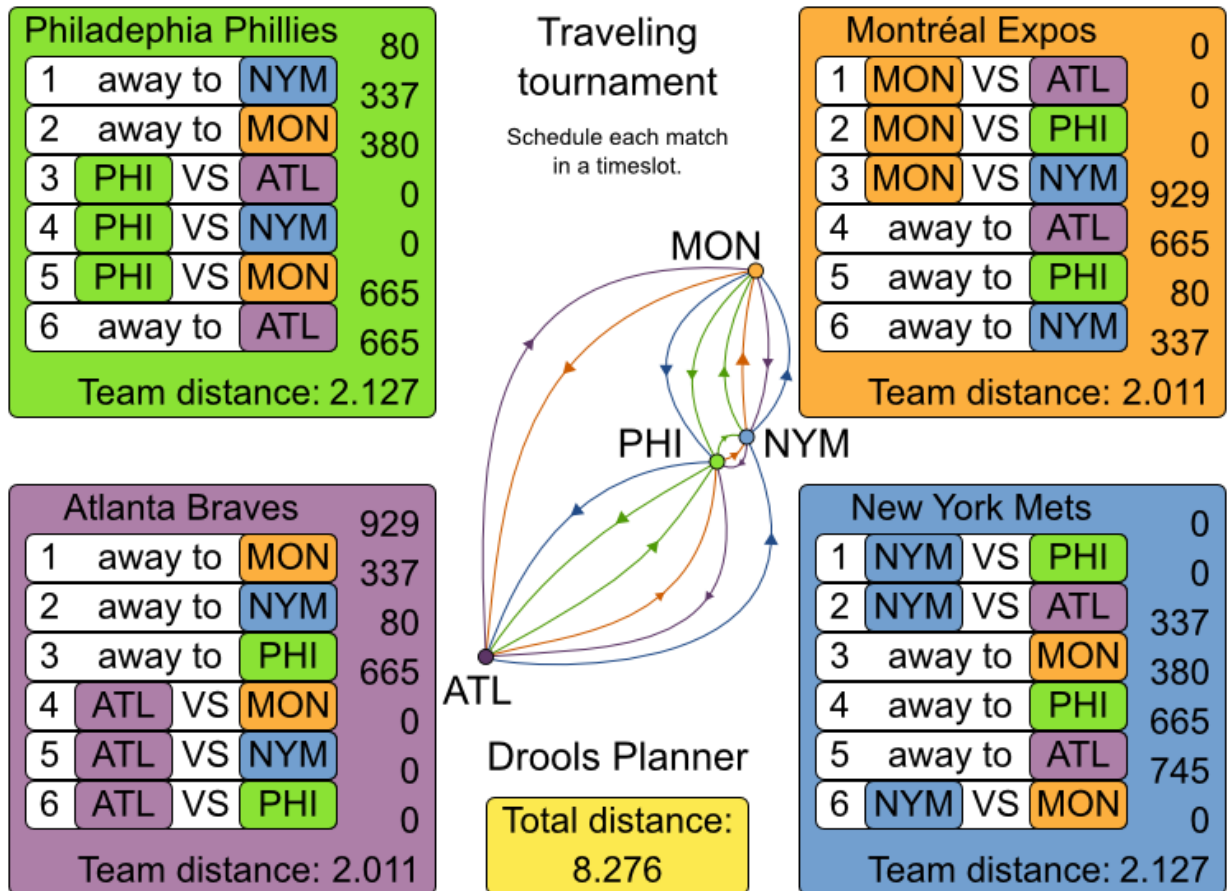 Philadephia Phillies
80
1 away to NYM
337
2 away to MON
380
3 PHI VS ATL
0
4 PHI VS NYM
0
5 PHI VS MON
665
6 away to ATL
665
Team distance: 2.127
Traveling
tournament
Schedule each match
in a timeslot.
Montréal Expos
0
1 MON VS ATL
0
2 MON VS PHI
0
3 MON VS NYM
929
4 away to ATL
665
5 away to PHI
80
6 away to NYM
337
Team distance: 2.011
MON
PHI
NYM
ATL
Atlanta Braves
929
1 away to MON
337
2 away to NYM
80
3 away to PHI
665
4 ATL VS MON
0
5 ATL VS NYM
0
6 ATL VS PHI
0
Team distance: 2.011
Drools Planner
Total distance:
8.276
New York Mets
0
1 NYM VS PHI
0
2 NYM VS ATL
337
3 away to MON
380
4 away to PHI
665
5 away to ATL
745
6 NYM VS MON
0
Team distance: 2.127